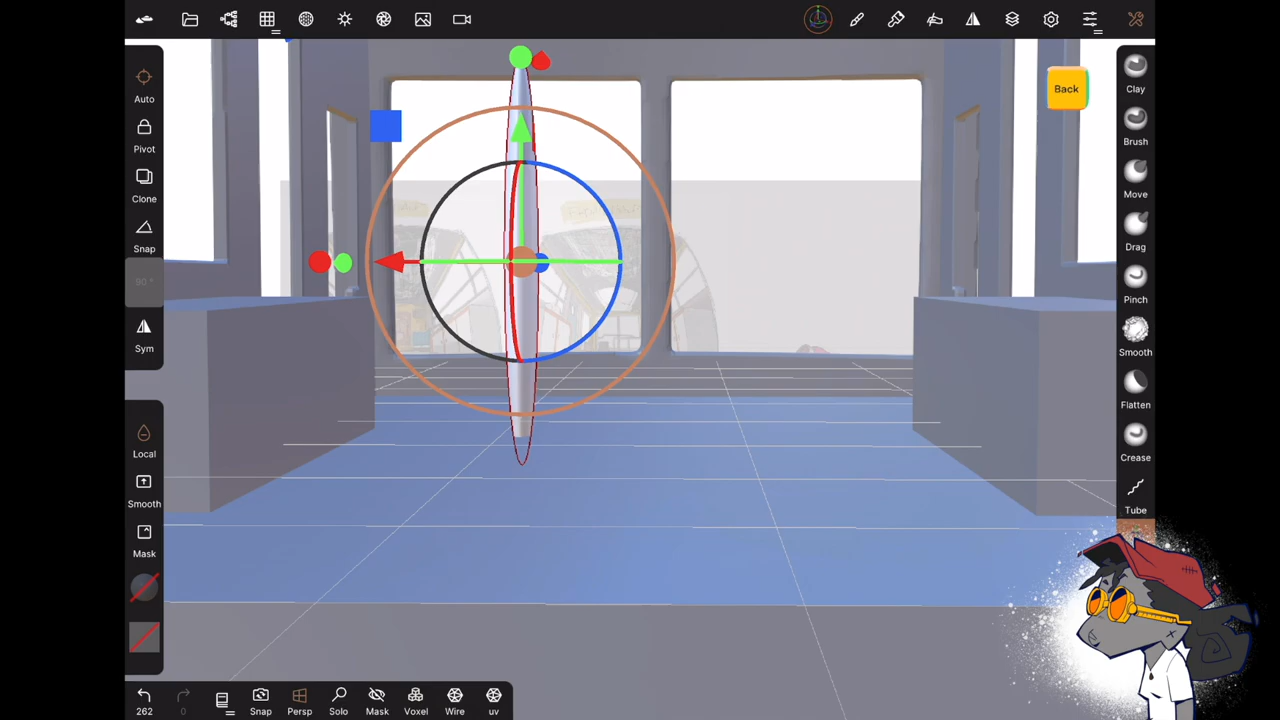 Auto
Pivot
Clone
Snap
90 °
Sym
Local
Smooth
Mask
262
0
Snap
Persp
Solo
Mask
Voxel
Wire
uv
Back
Clay
Brush
Move
Drag
Pinch
Smooth
Flatten
Crease
Tube